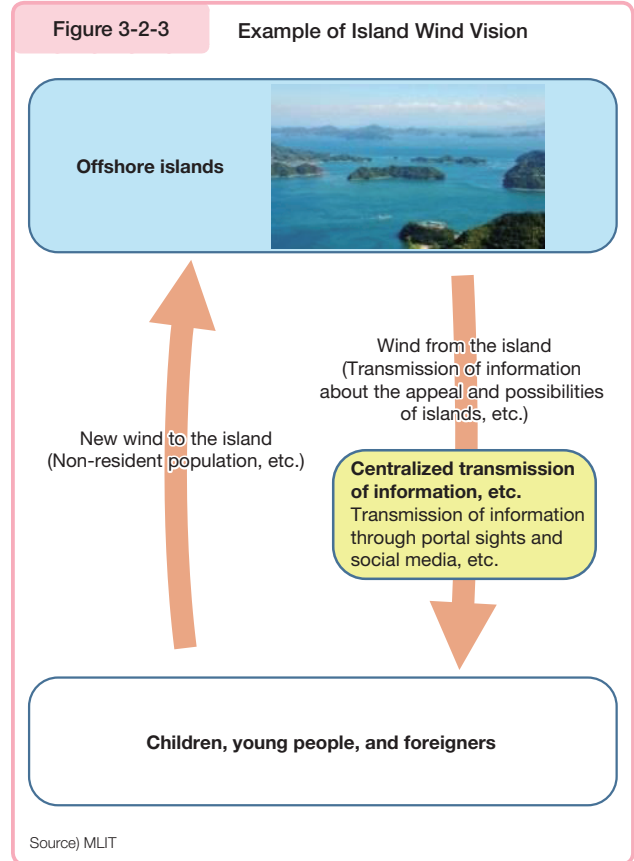 Figure 3-2-3
Example of Island Wind Vision
Offshore islands
Wind from the island
(Transmission of information
about the appeal and possibilities
of islands, etc.)
New wind to the island
(Non-resident population, etc.)
Centralized transmission
of information, etc.
Transmission of information
through portal sights and
social media, etc.
Children, young people, and foreigners
Source) MLIT